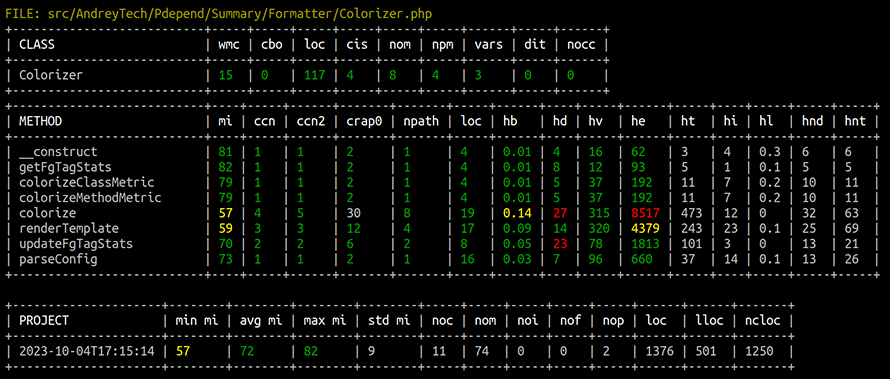 FILE: src/AndreyTech/Pdepend/Summary/Formatter/Colorizer.php
| CLASS | wmc | cbo | loc | cis | nom | npm | vars | dit | nocc |
| Colorizer | 15 | 0 | 117 | 4 | 8 | 4 | 3 | 0 | 0 |
| METHOD | mi | ccn | ccn2 | crap0 | npath | loc | hb | hd | hv | he | ht | hi | hl | hnd | hnt |
| __construct | 81 | 1 | 1 | 2 | 1 | 4 | 0.01 | 4 | 16 | 62 | 3 | 4 | 0.3 | 6 | 6 |
| getFgTagStats | 82 | 1 | 1 | 2 | 1 | 4 | 0.01 | 8 | 12 | 93 | 5 | 1 | 0.1 | 5 | 5 |
| colorizeClassMetric | 79 | 1 | 1 | 2 | 1 | 4 | 0.01 | 5 | 37 | 192 | 11 | 7 | 0.2 | 10 | 11 |
| colorizeMethodMetric | 79 | 1 | 1 | 2 | 1 | 4 | 0.01 | 5 | 37 | 192 | 11 | 7 | 0.2 | 10 | 11 |
| colorize | 57 | 4 | 5 | 30 | 8 | 19 | 0.14 | 27 | 315 | 8517 | 473 | 12 | 0 | 32 | 63 |
| renderTemplate | 59 | 3 | 3 | 12 | 4 | 17 | 0.09 | 14 | 320 | 4379 | 243 | 23 | 0.1 | 25 | 69 |
| updateFgTagStats | 70 | 2 | 2 | 6 | 2 | 8 | 0.05 | 23 | 78 | 1813 | 101 | 3 | 0 | 13 | 21 |
| parseConfig | 73 | 1 | 1 | 2 | 1 | 16 | 0.03 | 7 | 96 | 660 | 37 | 14 | 0.1 | 13 | 26 |
| PROJECT | min mi | avg mi | max mi | std mi | noc | nom | noi | nof | nop | loc | lloc | ncloc |
| 2023-10-04T17:15:14 | 57 | 72 | 82 | 9 | 11 | 74 | 0 | 0 | 2 | 1376 | 501 | 1250 |